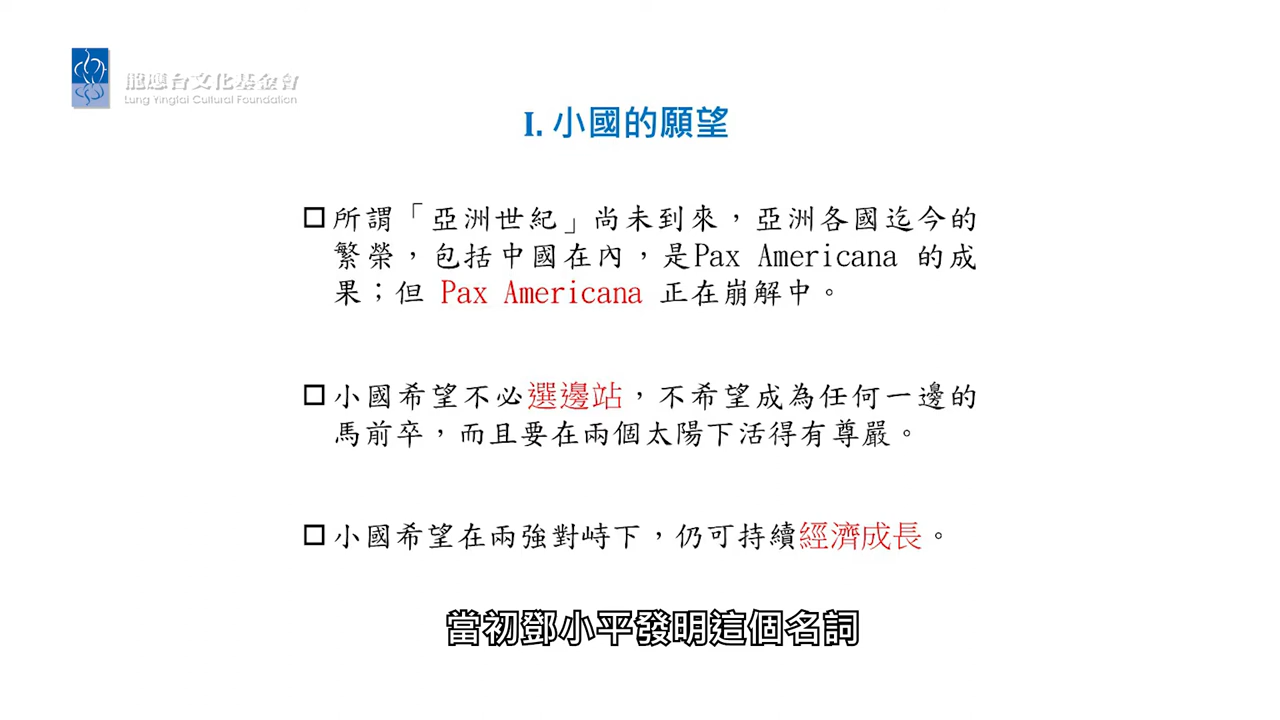 龍應台文化基金會
Lung Yingtai Cultural Foundation
I. 小國的願望
所謂「亞洲世紀」尚未到來，亞洲各國迄今的
繁榮，包括中國在內，是Pax Americana 的成
果；但 Pax Americana 正在崩解中。
小國希望不必選邊站，不希望成為任何一邊的
馬前卒，而且要在兩個太陽下活得有尊嚴。
小國希望在兩強對峙下，仍可持續經濟成長。
當初鄧小平發明這個名詞